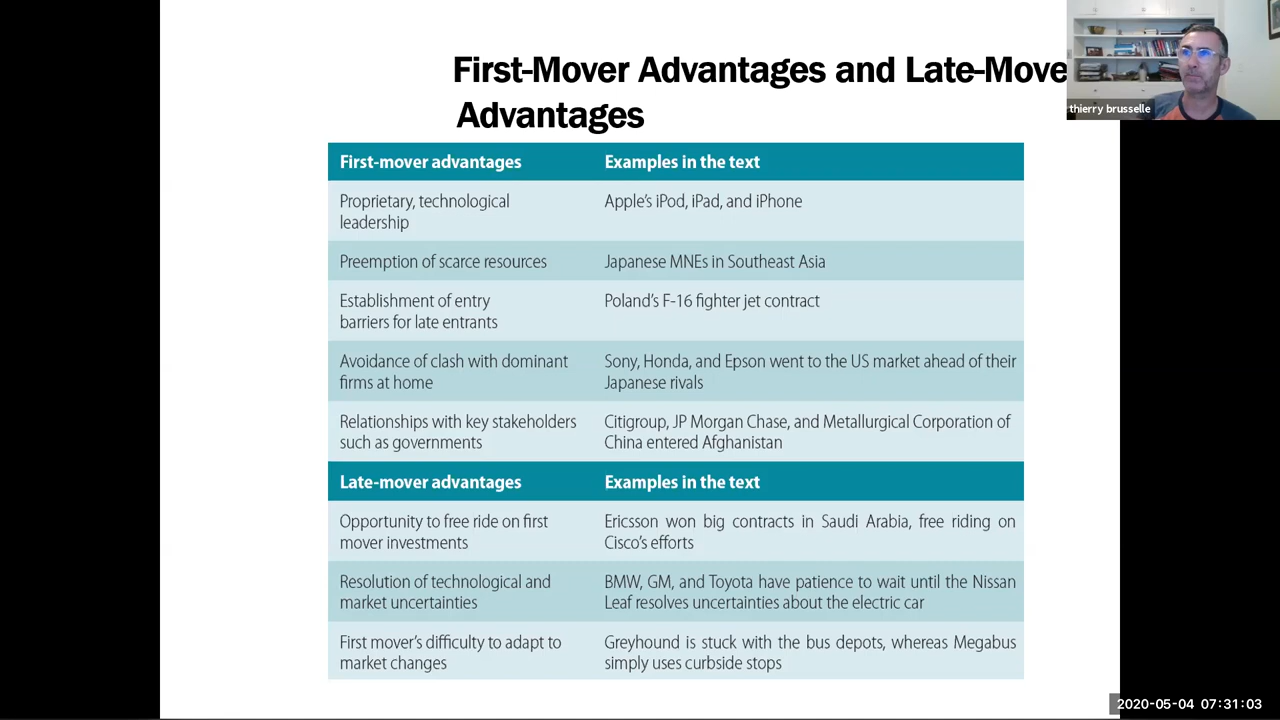 First-Mover Advantages and Late-Move
Advantages
thierry brusselle
First-mover advantages Examples in the text
Proprietary, technological
leadership
Apple's iPod, iPad, and iPhone
Preemption of scarce resources
Japanese MNEs in Southeast Asia
Establishment of entry
barriers for late entrants
Poland's F-16 fighter jet contract
Avoidance of clash with dominant
firms at home
Sony, Honda, and Epson went to the US market ahead of their
Japanese rivals
Relationships with key stakeholders
such as governments
Citigroup, JP Morgan Chase, and Metallurgical Corporation of
China entered Afghanistan
Late-mover advantages Examples in the text
Opportunity to free ride on first
mover investments
Ericsson won big contracts in Saudi Arabia, free riding on
Cisco's efforts
Resolution of technological and
market uncertainties
BMW, GM, and Toyota have patience to wait until the Nissan
Leaf resolves uncertainties about the electric car
First mover's difficulty to adapt to
market changes
Greyhound is stuck with the bus depots, whereas Megabus
simply uses curbside stops
2020-05-04 07:31:03